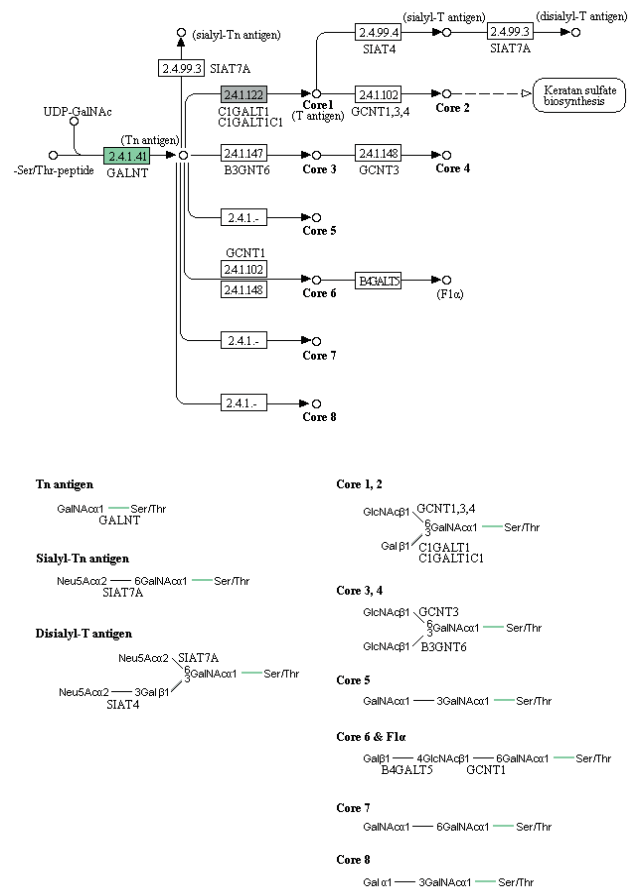 (sialyl-T antigen)
(disialyl-T antigen)
(sialyl-Tn antigen)
2.4.99.4
2.4.99.3
SIAT4
SIAT7A
2.4.99.3
SIAT7A
2.4.1.122
Core1
2.4.1.102
Core 2
Keratan sulfate
biosynthesis
C1GALT1
C1GALT1C1
(T antigen)
GCNT1,3,4
UDP-GalNAc
(Tn antigen)
-Ser/Thr-peptide
2.4.1.41
GALNT
2.4.1.147
B3GNT6
Core 3
2.4.1.148
GCNT3
Core 4
2.4.1.-
Core 5
GCNT1
2.4.1.102
2.4.1.148
Core 6
B4GALT5
(F1α)
2.4.1.-
Core 7
2.4.1.-
Core 8
Tn antigen
GalNAcα1 Ser/Thr
GALNT
Sialyl-Tn antigen
Neu5Acα2 6GalNAcα1 Ser/Thr
SIAT7A
Disialyl-T antigen
Neu5Acα2 SIAT7A
6
3GalNAcα1 Ser/Thr
Neu5Acα2 3Galβ1
SIAT4
Core 1, 2
GlcNAcβ1 GCNT1,3,4
6
3GalNAcα1 Ser/Thr
Galβ1 C1GALT1
C1GALT1C1
Core 3, 4
GlcNAcβ1 GCNT3
6
3GalNAcα1 Ser/Thr
GlcNAcβ1 B3GNT6
Core 5
GalNAcα1 3GalNAcα1 Ser/Thr
Core 6 & F1α
Galβ1 4GlcNAcβ1 6GalNAcα1 Ser/Thr
B4GALT5 GCNT1
Core 7
GalNAcα1 6GalNAcα1 Ser/Thr
Core 8
Galα1 3GalNAcα1 Ser/Thr